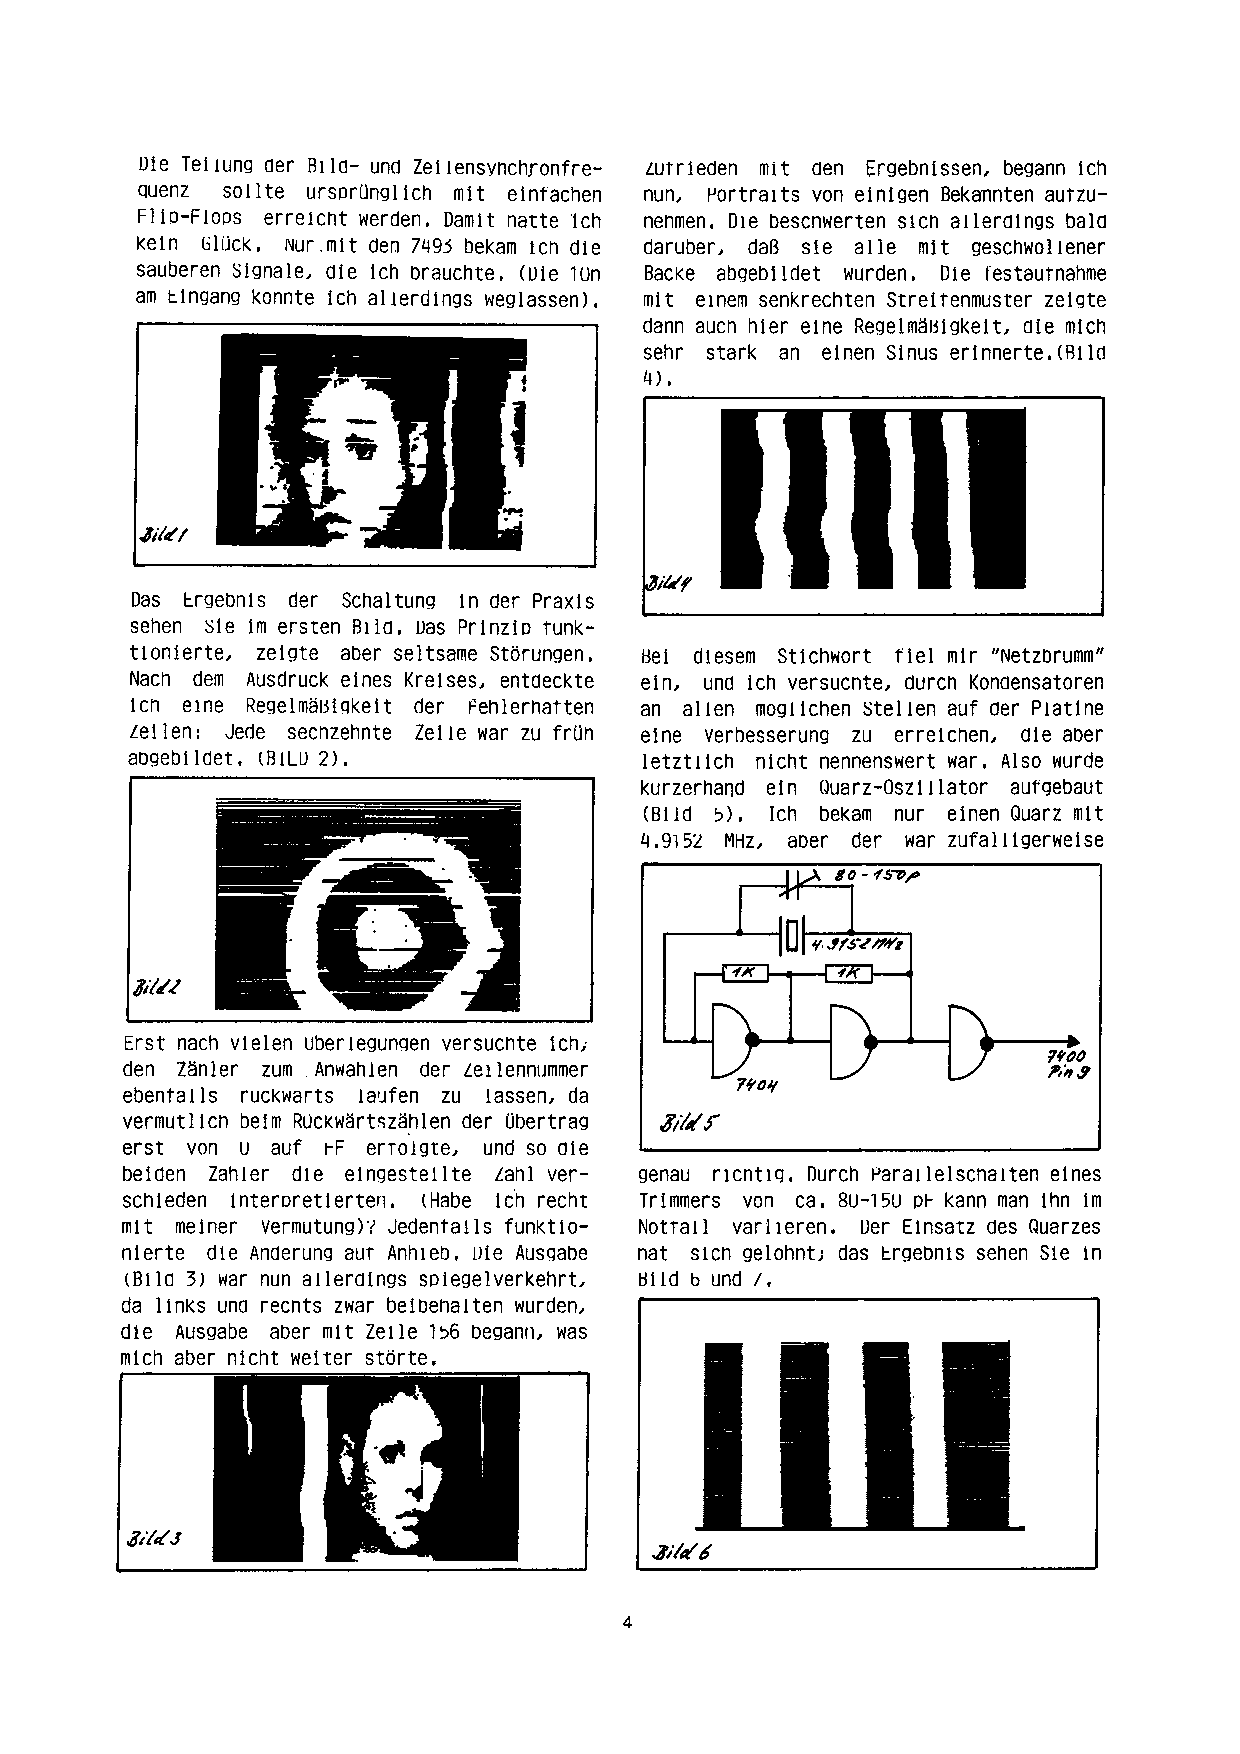 Die Teilung der Bild- und Zeilensynchronfre-
quenz sollte ursprünglich mit einfachen
Flip-Flops erreicht werden. Damit hatte ich
kein Glück. Nur mit den 7493 bekam ich die
sauberen Signale, die ich brauchte. (Die 10n
am Eingang konnte ich allerdings weglassen).
Bild 1
Das Ergebnis der Schaltung in der Praxis
sehen Sie im ersten Bild. Das Prinzip funk-
tionierte, zeigte aber seltsame Störungen.
Nach dem Ausdruck eines Kreises, entdeckte
ich eine Regelmäßigkeit der fehlerhaften
Zeilen: Jede sechzehnte Zeile war zu früh
abgebildet. (BILD 2).
Bild 2
Erst nach vielen Überlegungen versuchte ich,
den Zähler zum Anwählen der Zeilennummer
ebenfalls rückwärts laufen zu lassen, da
vermutlich beim Rückwärtszählen der Übertrag
erst von 0 auf FF erfolgte, und so die
beiden Zähler die eingestellte Zahl ver-
schieden interpretierten. (Habe ich recht
mit meiner Vermutung)? Jedenfalls funktio-
nierte die Änderung auf Anhieb. Die Ausgabe
(Bild 3) war nun allerdings spiegelverkehrt,
da links und rechts zwar beibehalten wurden,
die Ausgabe aber mit Zeile 156 begann, was
mich aber nicht weiter störte.
Bild 3
Zufrieden mit den Ergebnissen, begann ich
nun, Portraits von einigen Bekannten aufzu-
nehmen. Die beschwerten sich allerdings bald
darüber, daß sie alle mit geschwollener
Backe abgebildet wurden. Die Testaufnahme
mit einem senkrechten Streifenmuster zeigte
dann auch hier eine Regelmäßigkeit, die mich
sehr stark an einen Sinus erinnerte.(Bild
4).
Bild 4
Bei diesem Stichwort fiel mir "Netzbrumm"
ein, und ich versuchte, durch Kondensatoren
an allen möglichen Stellen auf der Platine
eine Verbesserung zu erreichen, die aber
letztlich nicht nennenswert war. Also wurde
kurzerhand ein Quarz-Oszillator aufgebaut
(Bild 5). Ich bekam nur einen Quarz mit
4.9152 MHz, aber der war zufälligerweise
80-150p
4.9152MHz
1K 1K
7404
7400
Pin 9
Bild 5
genau richtig. Durch Parallelschalten eines
Trimmers von ca. 80-150 pF kann man ihn im
Notfall variieren. Der Einsatz des Quarzes
hat sich gelohnt; das Ergebnis sehen Sie in
Bild 6 und 7.
Bild 6
4